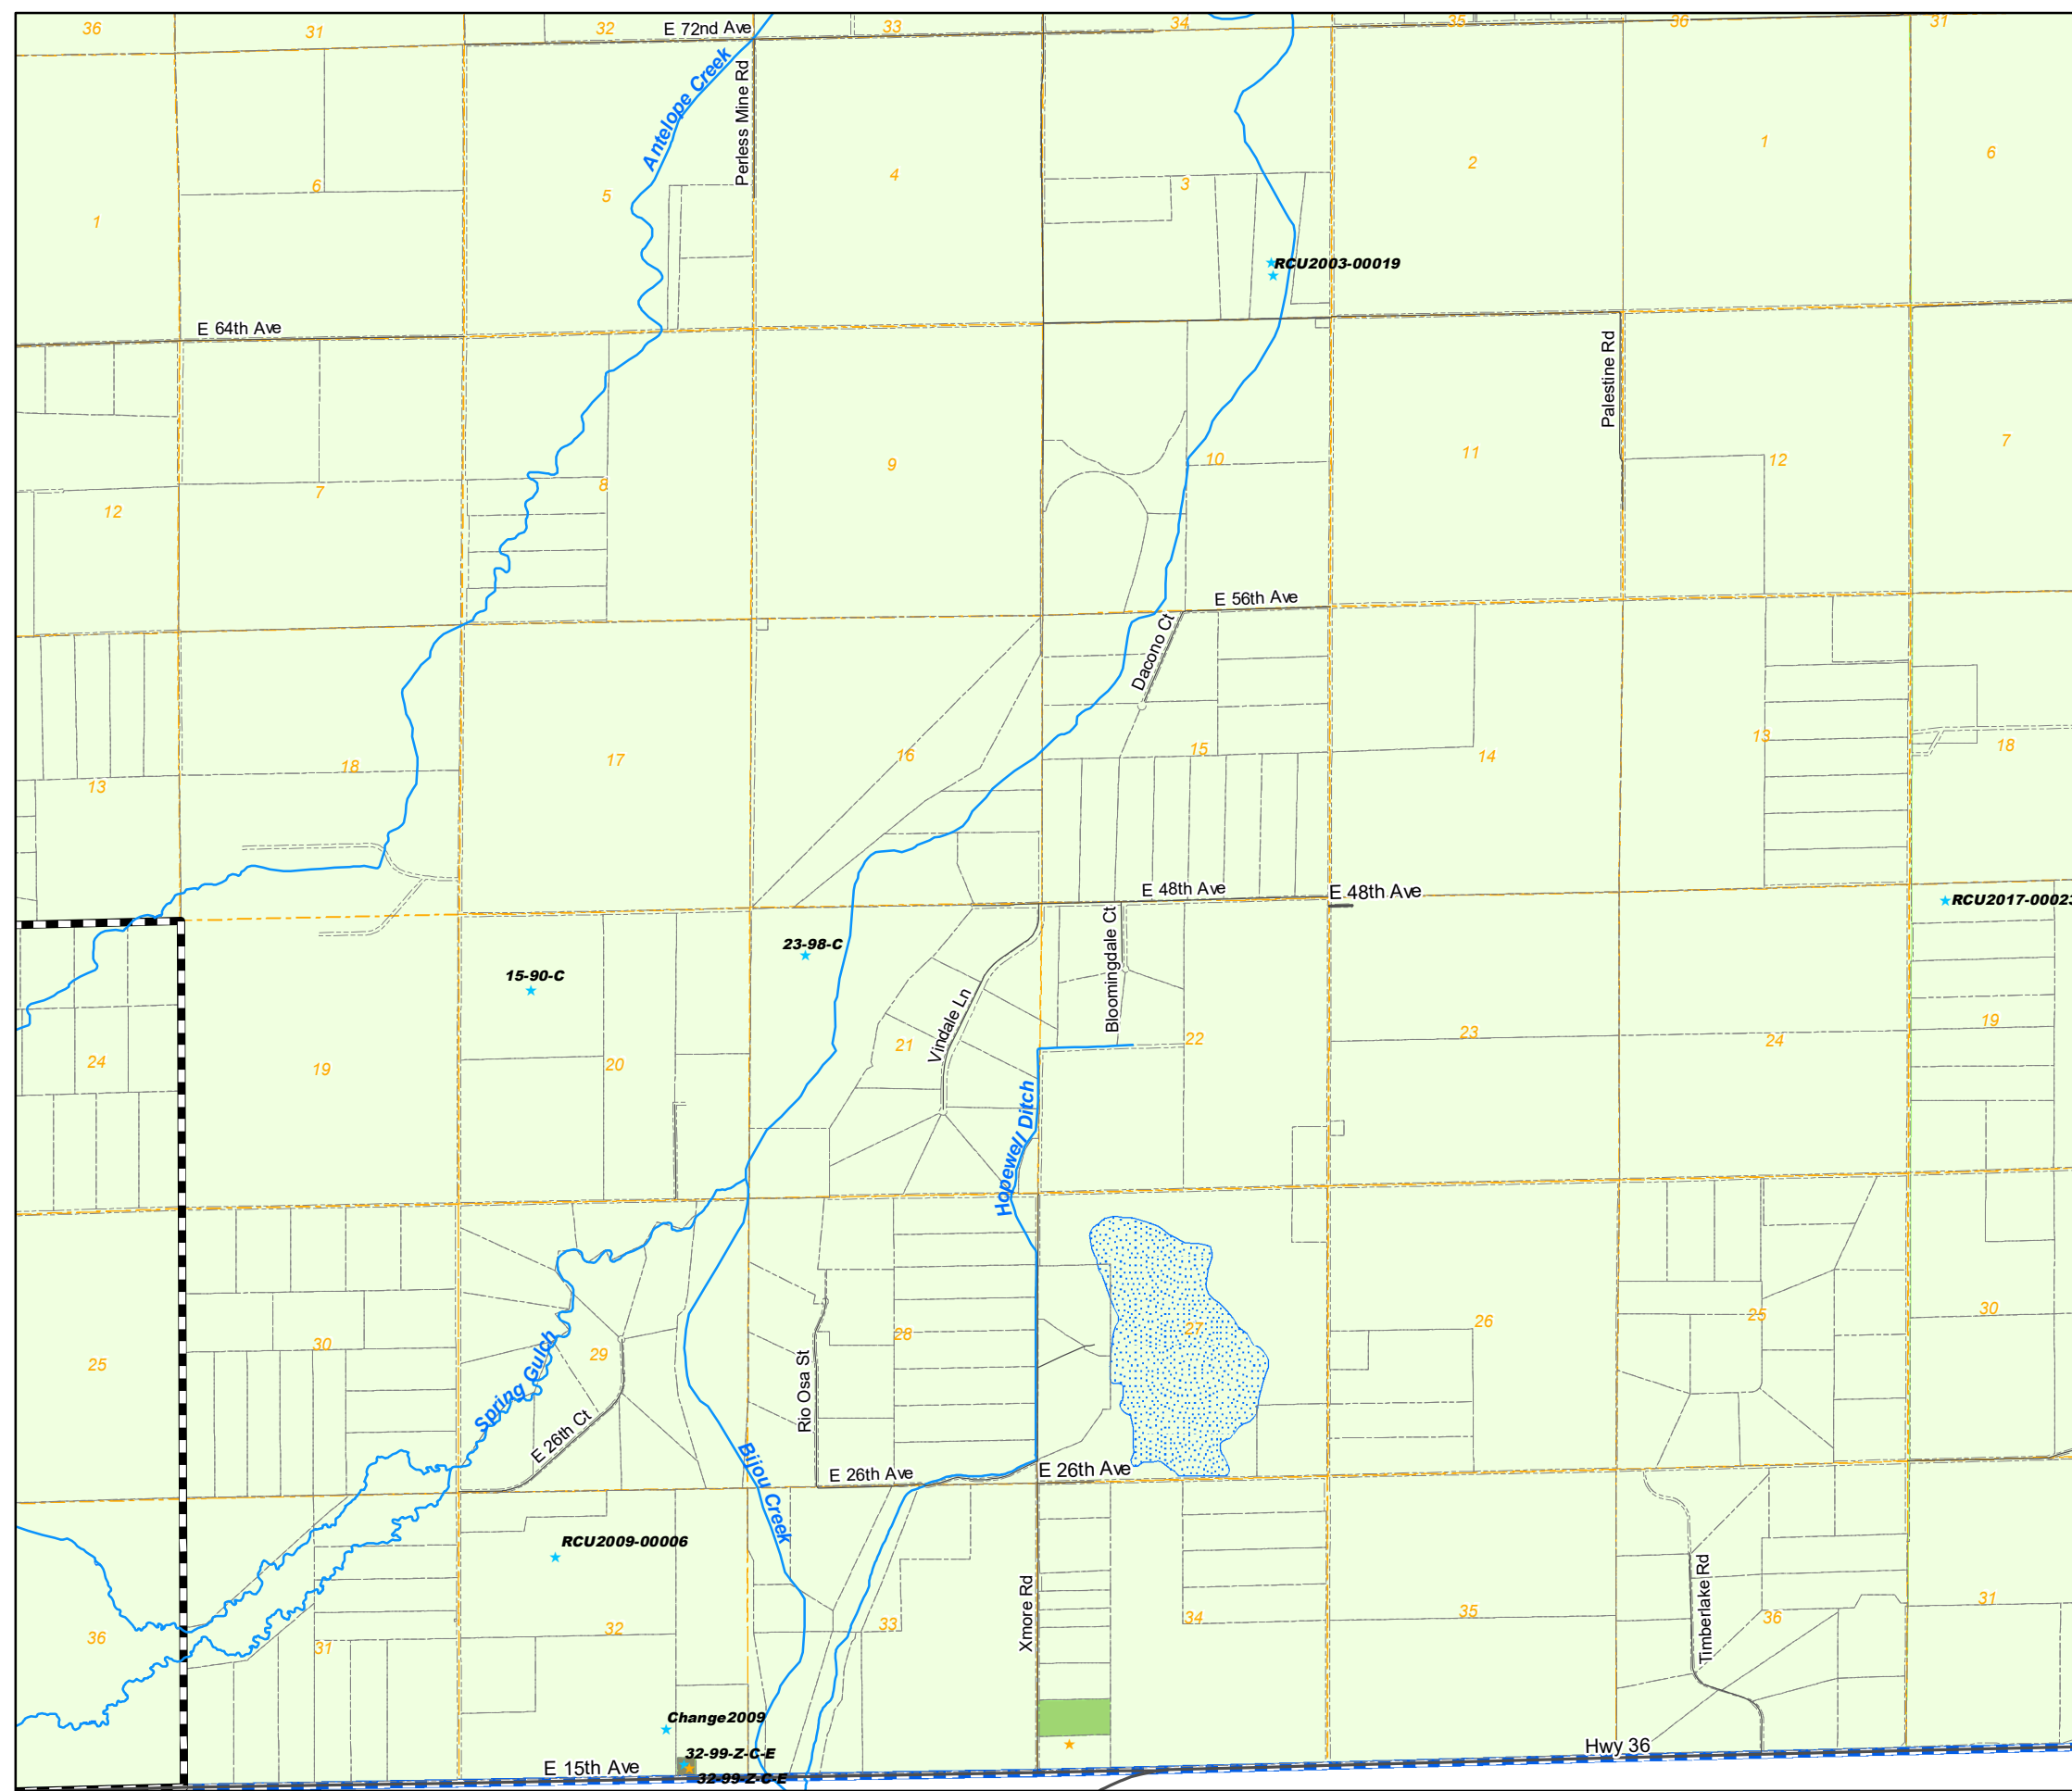 36
31
32
E 72nd Ave
33
34
35
36
31
Antelope Creek
Perless Mine Rd
1
6
5
4
3
2
1
6
RCU2003-00019
E 64th Ave
Palestine Rd
12
7
8
9
10
11
12
7
E 56th Ave
Dacono Ct
13
18
17
16
15
14
13
18
E 48th Ave
E 48th Ave
RCU2017-00023
23-98-C
15-90-C
Vindale Ln
Bloomingdale Ct
24
19
20
21
22
23
24
19
Hopewell Ditch
25
30
29
28
27
26
25
30
Spring Gulch
E 26th Ct
Rio Osa St
Bijou Creek
E 26th Ave
E 26th Ave
RCU2009-00006
Xmore Rd
Timberlake Rd
36
31
32
33
34
35
36
31
Change2009
32-99-Z-C-E
E 15th Ave
32-99-Z-C-E
Hwy 36